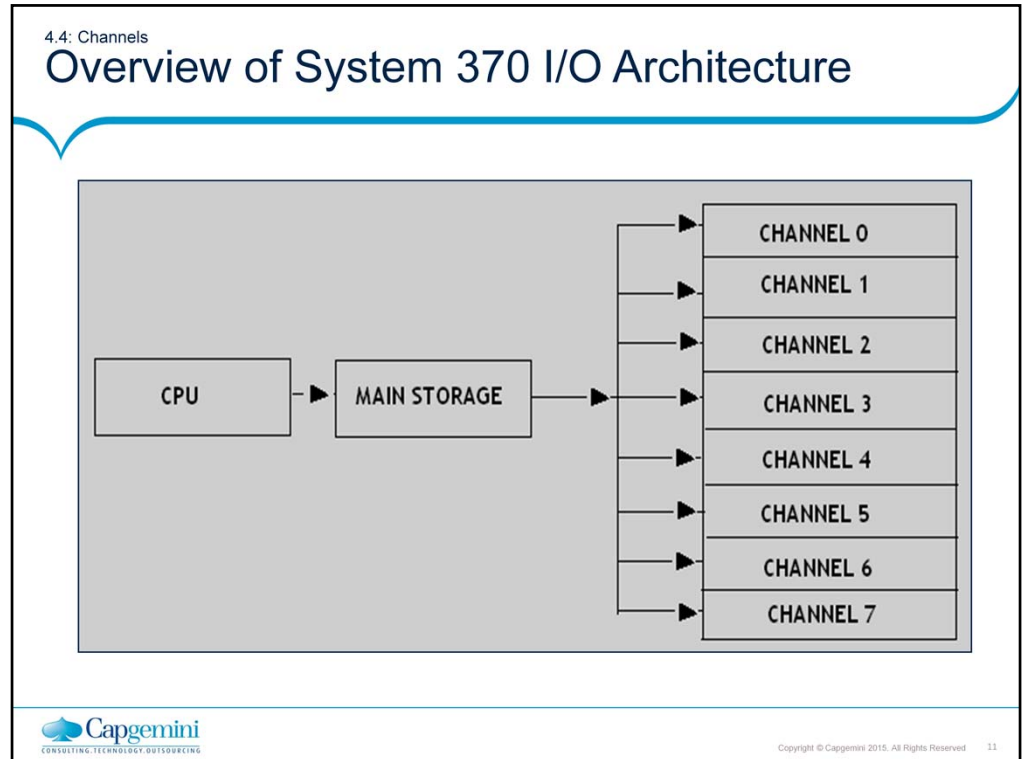 4.4: Channels
Overview of System 370 I/O Architecture
CPU
MAIN STORAGE
CHANNEL 0
CHANNEL 1
CHANNEL 2
CHANNEL 3
CHANNEL 4
CHANNEL 5
CHANNEL 6
CHANNEL 7
Capgemini
CONSULTING.TECHNOLOGY.OUTSOURCING
Copyright © Capgemini 2015. All Rights Reserved 11